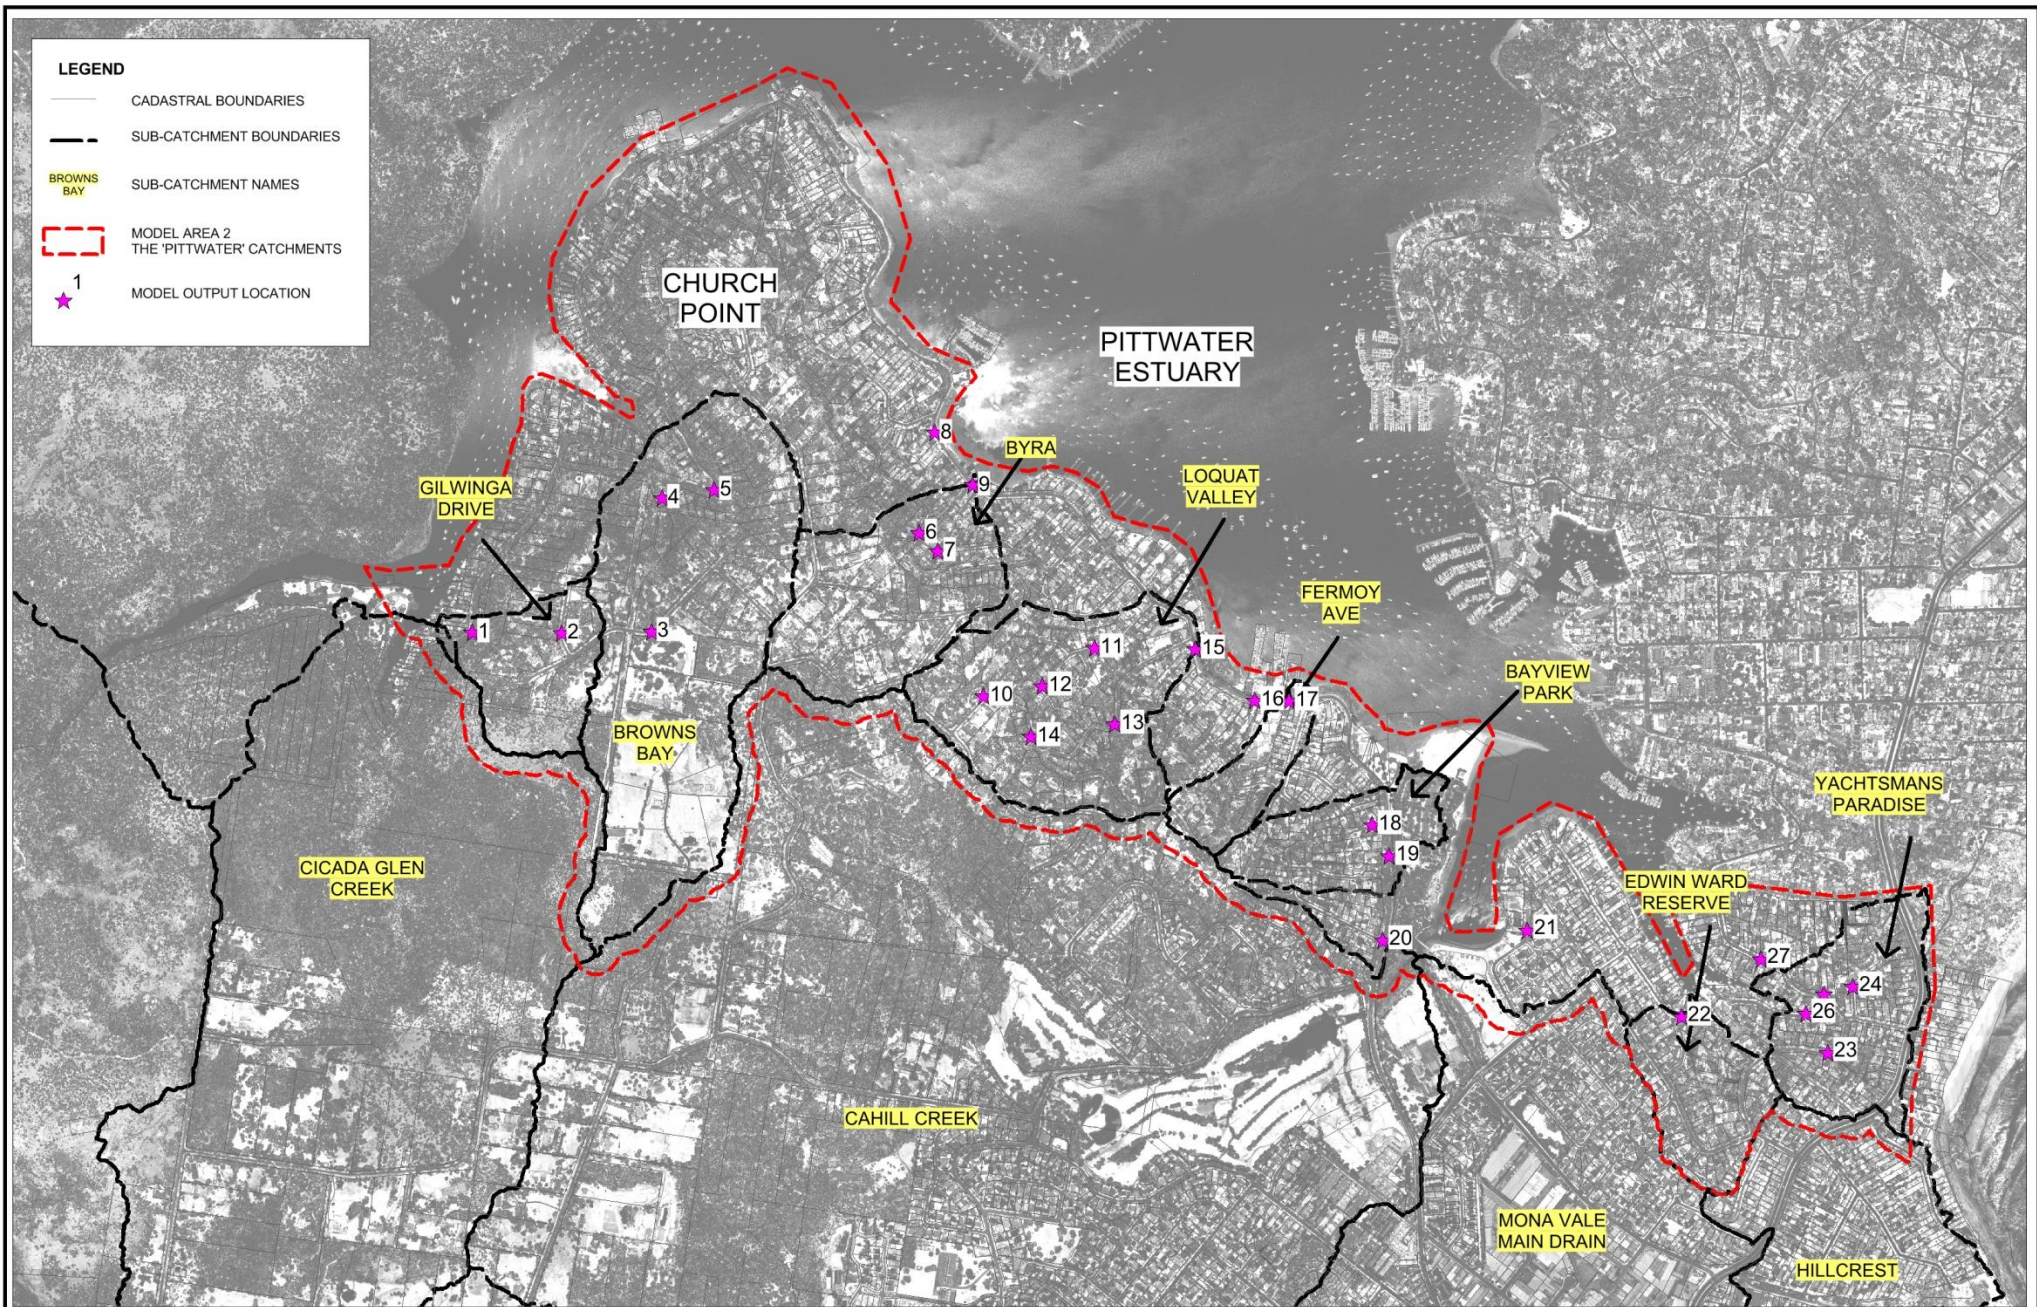 LEGEND
CADASTRAL BOUNDARIES
SUB-CATCHMENT BOUNDARIES
BROWNS
BAY
SUB-CATCHMENT NAMES
MODEL AREA 2
THE 'PITTWATER' CATCHMENTS
1
MODEL OUTPUT LOCATION
CHURCH
POINT
PITTWATER
ESTUARY
8
BYRA
LOQUAT
VALLEY
GILWINGA
DRIVE
4
5
9
6
7
FERMOY
AVE
1
2
3
11
15
BAYVIEW
PARK
10
12
16
17
13
14
BROWNS
BAY
YACHTSMANS
PARADISE
18
19
CICADA GLEN
CREEK
EDWIN WARD
RESERVE
20
21
27
24
26
22
23
CAHILL CREEK
MONA VALE
MAIN DRAIN
HILLCREST